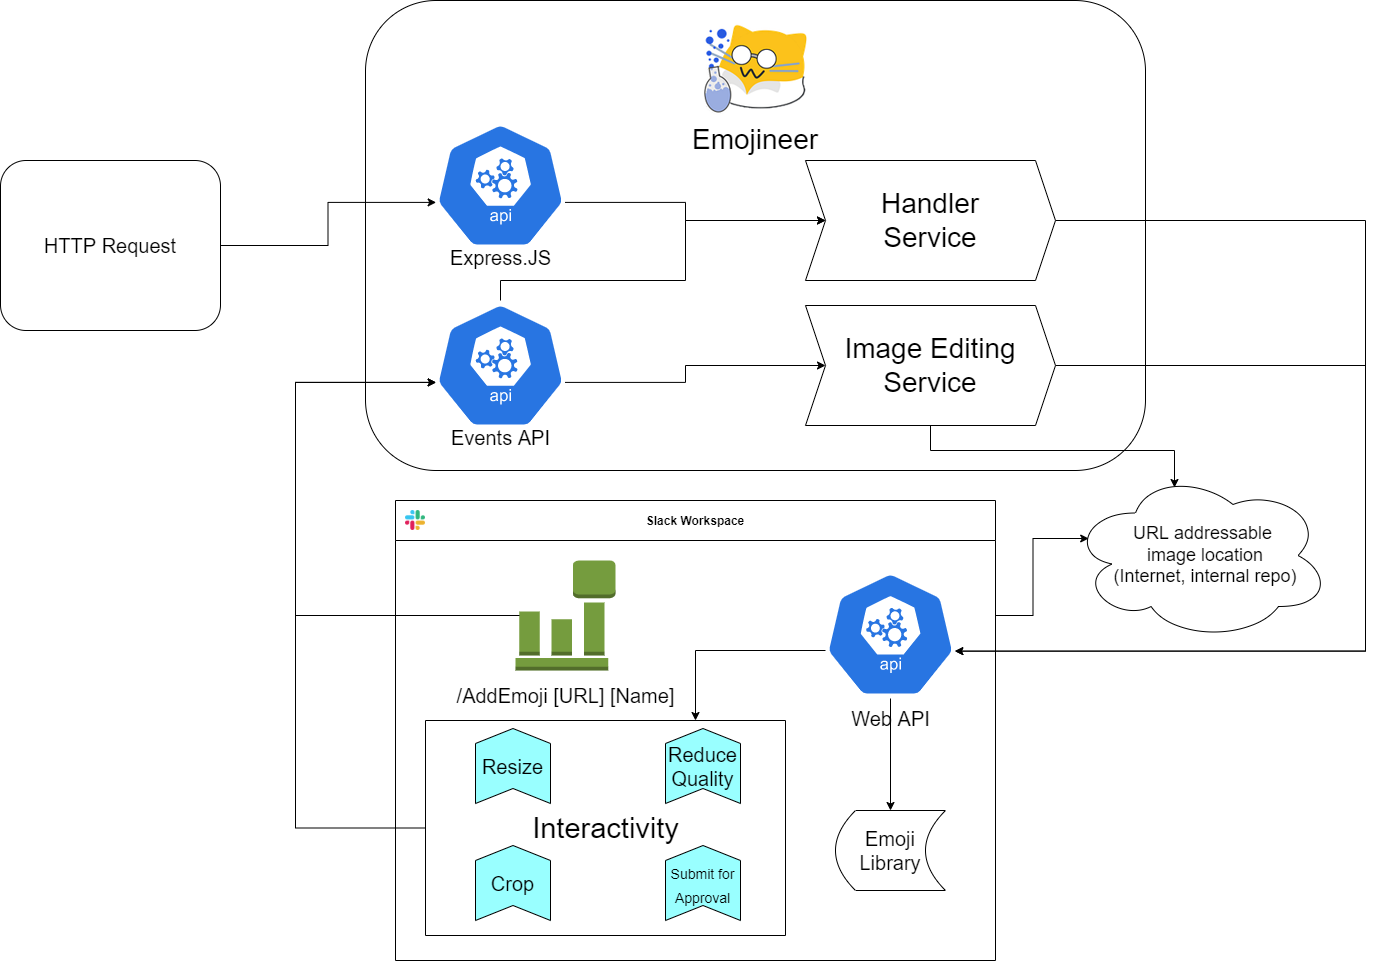 Emojineer
HTTP Request
api
Express.JS
Handler
Service
api
Events API
Image Editing
Service
Slack Workspace
URL addressable
image location
(Internet, internal repo)
/AddEmoji [URL] [Name]
api
Web API
Resize
Reduce
Quality
Interactivity
Crop
Submit for
Approval
Emoji
Library